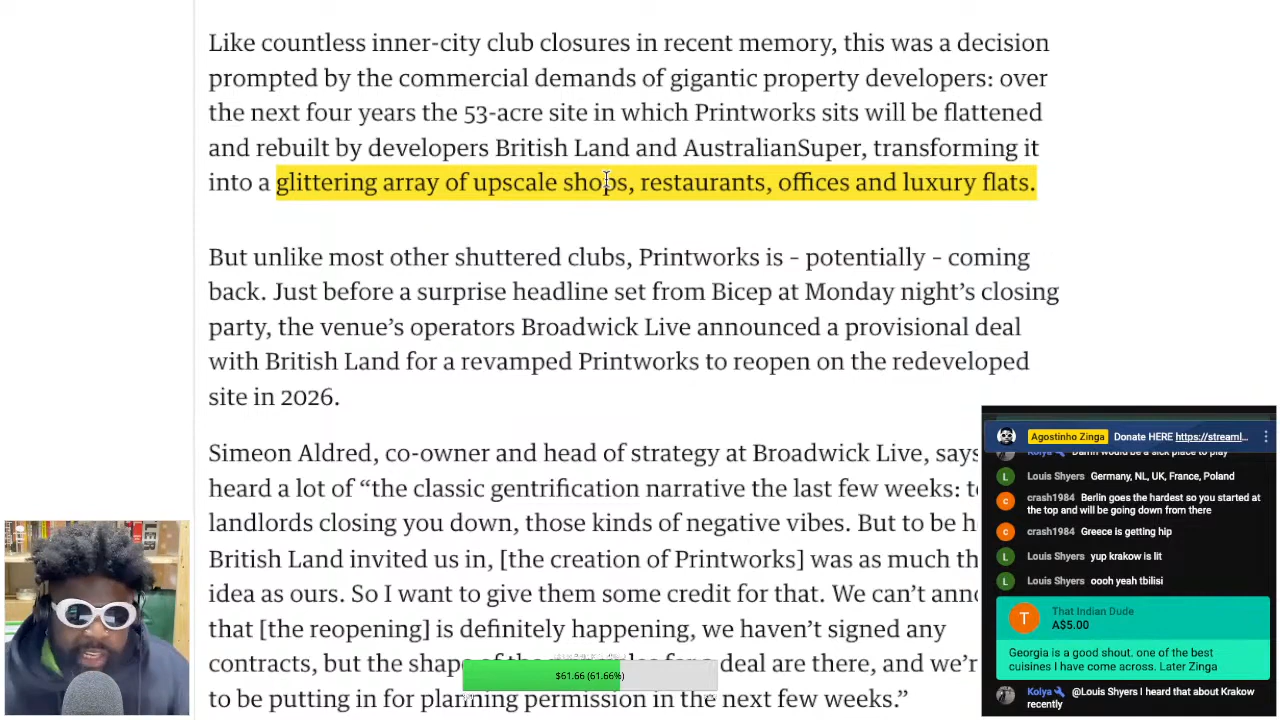 Like countless inner-city club closures in recent memory, this was a decision
prompted by the commercial demands of gigantic property developers: over
the next four years the 53-acre site in which Printworks sits will be flattened
and rebuilt by developers British Land and AustralianSuper, transforming it
into a glittering array of upscale shops, restaurants, offices and luxury flats.
But unlike most other shuttered clubs, Printworks is – potentially – coming
back. Just before a surprise headline set from Bicep at Monday night's closing
party, the venue's operators Broadwick Live announced a provisional deal
with British Land for a revamped Printworks to reopen on the redeveloped
site in 2026.
Simeon Aldred, co-owner and head of strategy at Broadwick Live, says
heard a lot of “the classic gentrification narrative the last few weeks:
landlords closing you down, those kinds of negative vibes. But to be
British Land invited us in, [the creation of Printworks] was as much
idea as ours. So I want to give them some credit for that. We can't
that [the reopening] is definitely happening, we haven't signed any
contracts, but the shape deal are there, and
to be putting in for planning permission in the next few weeks.”
$61.66 (61.66%)
Agostinho Zinga Donate HERE https://streaml...
Kolya Damn would be a sick place to play
Louis Shyers Germany, NL, UK, France, Poland
crash1984 Berlin goes the hardest so you started
at the top and will be going down from there
crash1984 Greece is getting hip
Louis Shyers yup krakow is lit
Louis Shyers oooh yeah tbilisi
That Indian Dude
A$5.00
Georgia is a good shout, one of the best
cuisines I have come across. Later Zinga
Kolya @Louis Shyers I heard that about Krakow
recently